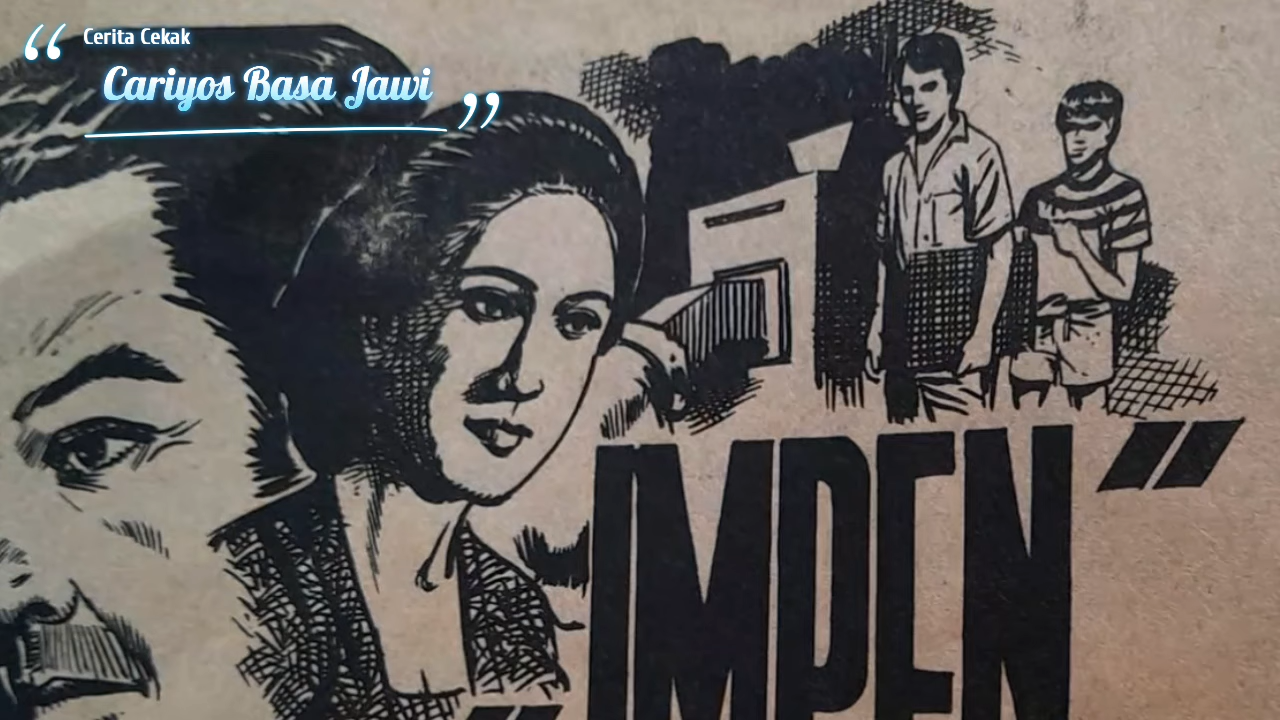 “ Cerita Cekak
Cariyos Basa Jawi ”
IMPEN ”
“